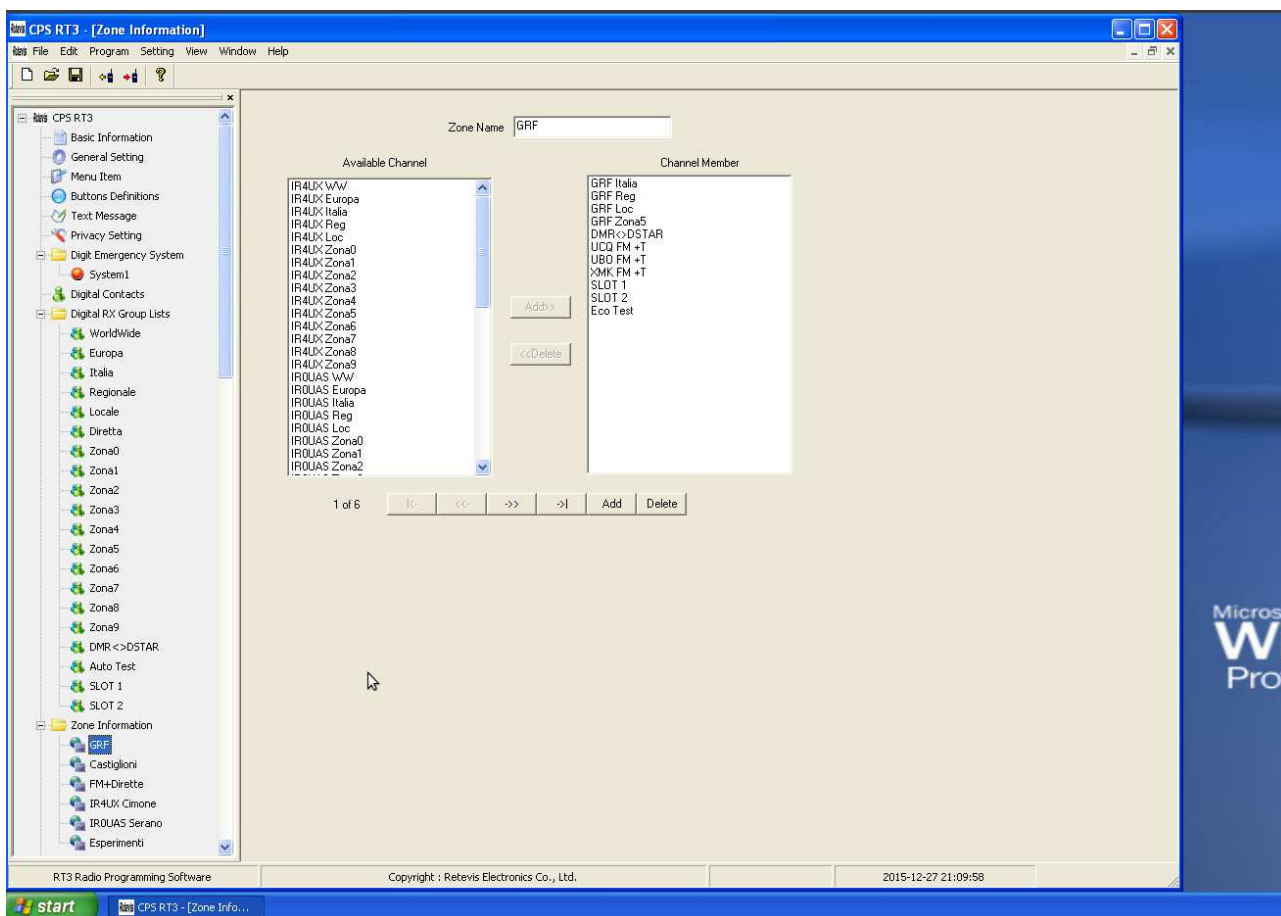 CPS RT3 - [Zone Information]
File Edit Program Setting View Window Help
CPS RT3
Basic Information
General Setting
Menu Item
Buttons Definitions
Text Message
Privacy Setting
Digit Emergency System
System1
Digital Contacts
Digital RX Group Lists
WorldWide
Europa
Italia
Regionale
Locale
Diretta
Zona0
Zona1
Zona2
Zona3
Zona4
Zona5
Zona6
Zona7
Zona8
Zona9
DMR<>DSTAR
Auto Test
SLOT 1
SLOT 2
Zone Information
GRF
Castiglioni
FM+Dirette
IR4UX Cimone
IR0UAS Serano
Esperimenti
Zone Name GRF
Available Channel
IR4UX WW
IR4UX Europa
IR4UX Italia
IR4UX Reg
IR4UX Loc
IR4UX Zona0
IR4UX Zona1
IR4UX Zona2
IR4UX Zona3
IR4UX Zona4
IR4UX Zona5
IR4UX Zona6
IR4UX Zona7
IR4UX Zona8
IR4UX Zona9
IR0UAS WW
IR0UAS Europa
IR0UAS Italia
IR0UAS Reg
IR0UAS Loc
IR0UAS Zona0
IR0UAS Zona1
IR0UAS Zona2
Add>>
<<Delete
Channel Member
GRF Italia
GRF Reg
GRF Loc
GRF Zona5
DMR<>DSTAR
UCQ FM +T
UBO FM +T
XMK FM +T
SLOT 1
SLOT 2
Eco Test
1 of 6 |<- <<- ->> ->| Add Delete
Micros
W
Pro
RT3 Radio Programming Software Copyright : Retevis Electronics Co., Ltd. 2015-12-27 21:09:58
start CPS RT3 - [Zone Info...